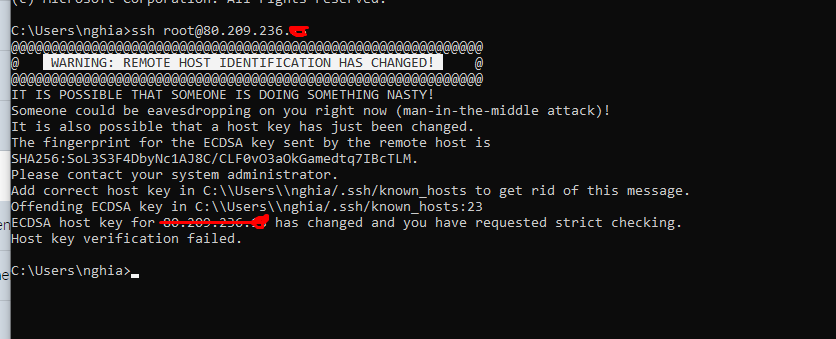 (c) Microsoft Corporation. All rights reserved.
C:\Users\nghia>ssh root@80.209.236.
@@@@@@@@@@@@@@@@@@@@@@@@@@@@@@@@@@@@@@@@@@@@@@@@@@@@@@@@@@@
@    WARNING: REMOTE HOST IDENTIFICATION HAS CHANGED!     @
@@@@@@@@@@@@@@@@@@@@@@@@@@@@@@@@@@@@@@@@@@@@@@@@@@@@@@@@@@@
IT IS POSSIBLE THAT SOMEONE IS DOING SOMETHING NASTY!
Someone could be eavesdropping on you right now (man-in-the-middle attack)!
It is also possible that a host key has just been changed.
The fingerprint for the ECDSA key sent by the remote host is
SHA256:SoL3S3F4DbyNc1AJ8C/CLF0vO3aOkGamedtq7IBcTLM.
Please contact your system administrator.
Add correct host key in C:\\Users\\nghia/.ssh/known_hosts to get rid of this message.
Offending ECDSA key in C:\\Users\\nghia/.ssh/known_hosts:23
ECDSA host key for 80.209.236. has changed and you have requested strict checking.
Host key verification failed.
C:\Users\nghia>